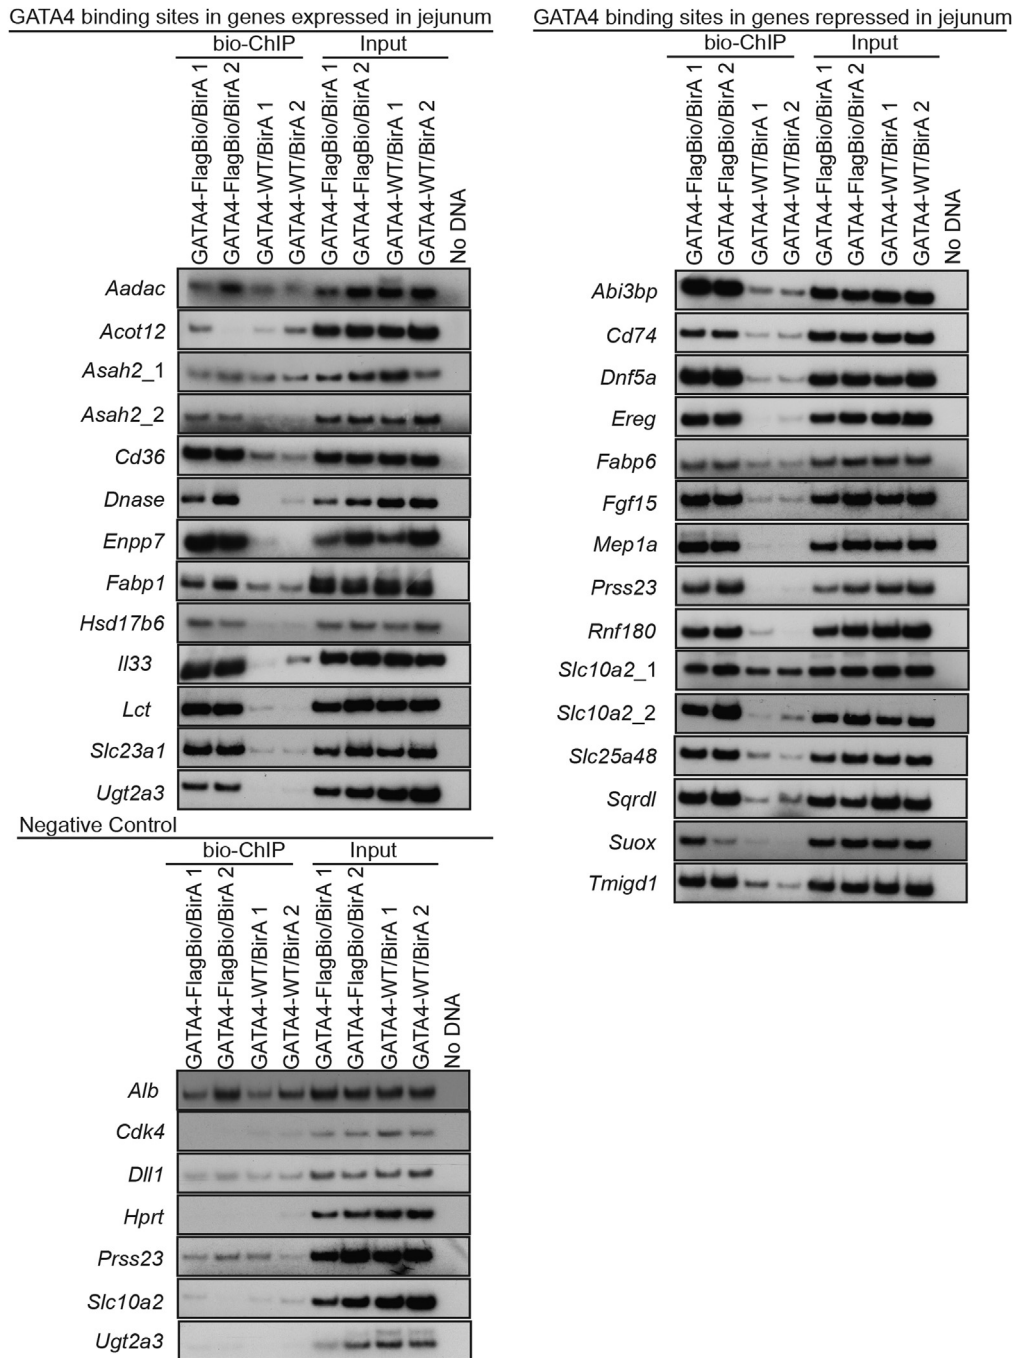 GATA4 binding sites in genes expressed in jejunum
bio-ChIP Input
GATA4-FlagBio/BirA 1
GATA4-FlagBio/BirA 2
GATA4-WT/BirA 1
GATA4-WT/BirA 2
GATA4-FlagBio/BirA 1
GATA4-FlagBio/BirA 2
GATA4-WT/BirA 1
GATA4-WT/BirA 2
No DNA
Aadac
Acot12
Asah2_1
Asah2_2
Cd36
Dnase
Enpp7
Fabp1
Hsd17b6
Il33
Lct
Slc23a1
Ugt2a3
Negative Control
bio-ChIP Input
GATA4-FlagBio/BirA 1
GATA4-FlagBio/BirA 2
GATA4-WT/BirA 1
GATA4-WT/BirA 2
GATA4-FlagBio/BirA 1
GATA4-FlagBio/BirA 2
GATA4-WT/BirA 1
GATA4-WT/BirA 2
No DNA
Alb
Cdk4
Dll1
Hprt
Prss23
Slc10a2
Ugt2a3
GATA4 binding sites in genes repressed in jejunum
bio-ChIP Input
GATA4-FlagBio/BirA 1
GATA4-FlagBio/BirA 2
GATA4-WT/BirA 1
GATA4-WT/BirA 2
GATA4-FlagBio/BirA 1
GATA4-FlagBio/BirA 2
GATA4-WT/BirA 1
GATA4-WT/BirA 2
No DNA
Abi3bp
Cd74
Dnf5a
Ereg
Fabp6
Fgf15
Mep1a
Prss23
Rnf180
Slc10a2_1
Slc10a2_2
Slc25a48
Sqrdl
Suox
Tmigd1